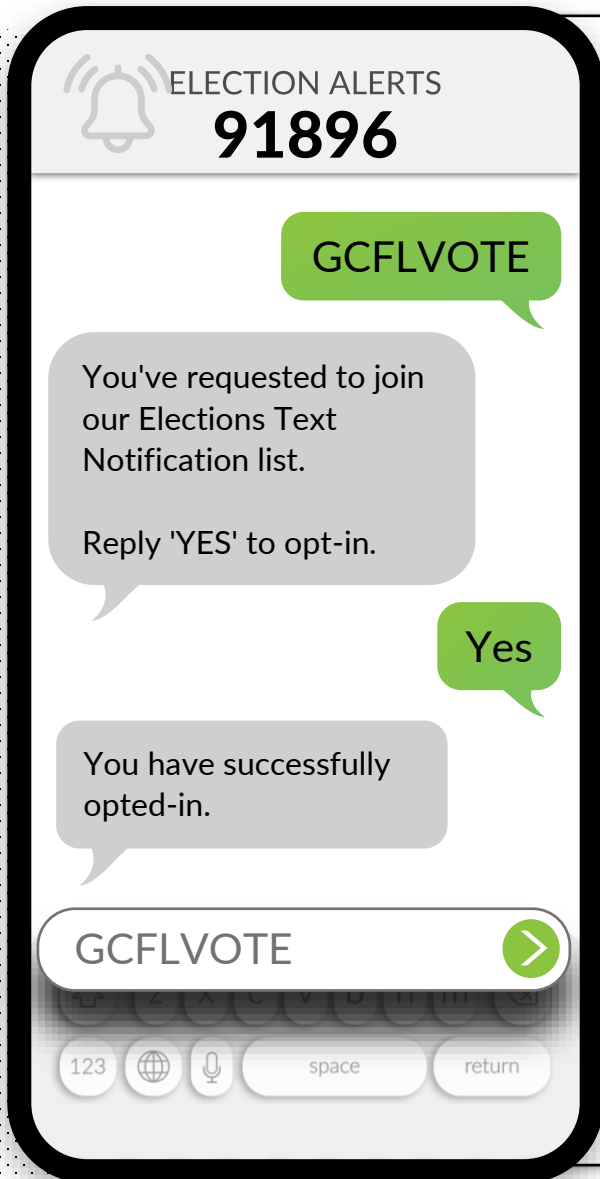 ELECTION ALERTS
91896
GCFLVOTE
You've requested to join
our Elections Text
Notification list.
Reply 'YES' to opt-in.
Yes
You have successfully
opted-in.
GCFLVOTE
z x c v b n m
123 space return